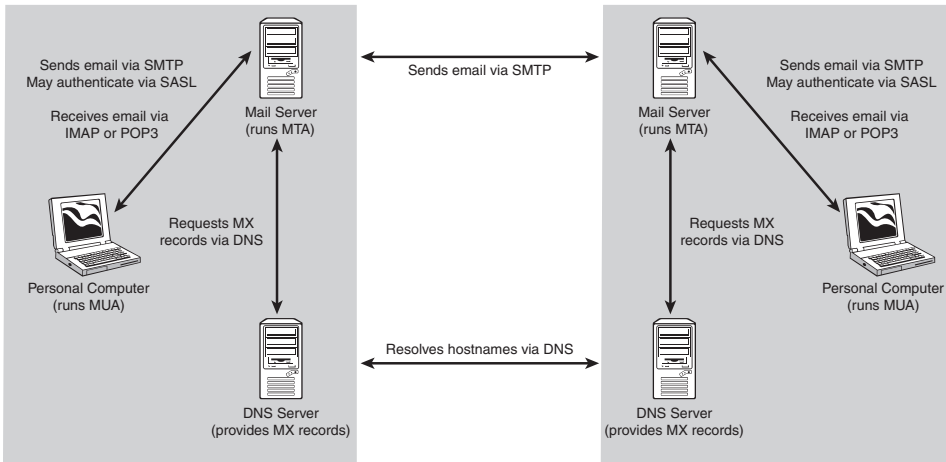 Sends email via SMTP
May authenticate via SASL
Receives email via
IMAP or POP3
Mail Server
(runs MTA)
Sends email via SMTP
Mail Server
(runs MTA)
Sends email via SMTP
May authenticate via SASL
Receives email via
IMAP or POP3
Personal Computer
(runs MUA)
Requests MX
records via DNS
Requests MX
records via DNS
Personal Computer
(runs MUA)
Resolves hostnames via DNS
DNS Server
(provides MX records)
DNS Server
(provides MX records)